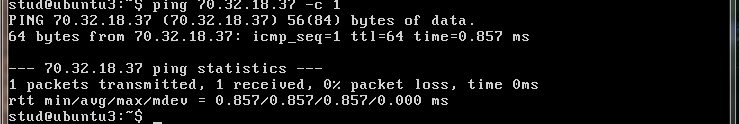 stud@ubuntu3:~$ ping 70.32.18.37 -c 1
PING 70.32.18.37 (70.32.18.37) 56(84) bytes of data.
64 bytes from 70.32.18.37: icmp_seq=1 ttl=64 time=0.857 ms

--- 70.32.18.37 ping statistics ---
1 packets transmitted, 1 received, 0% packet loss, time 0ms
rtt min/avg/max/mdev = 0.857/0.857/0.857/0.000 ms
stud@ubuntu3:~$ _